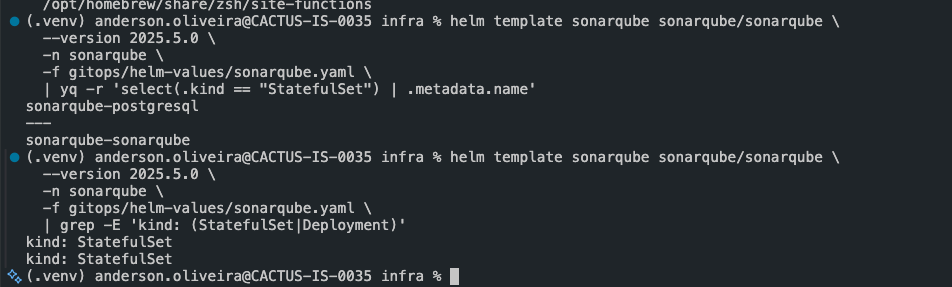 /opt/homebrew/share/zsh/site-functions
(.venv) anderson.oliveira@CACTUS-IS-0035 infra % helm template sonarqube sonarqube/sonarqube \
--version 2025.5.0 \
-n sonarqube \
-f gitops/helm-values/sonarqube.yaml \
| yq -r 'select(.kind == "StatefulSet") | .metadata.name'
sonarqube-postgresql
---
sonarqube-sonarqube
(.venv) anderson.oliveira@CACTUS-IS-0035 infra % helm template sonarqube sonarqube/sonarqube \
--version 2025.5.0 \
-n sonarqube \
-f gitops/helm-values/sonarqube.yaml \
| grep -E 'kind: (StatefulSet|Deployment)'
kind: StatefulSet
kind: StatefulSet
(.venv) anderson.oliveira@CACTUS-IS-0035 infra %